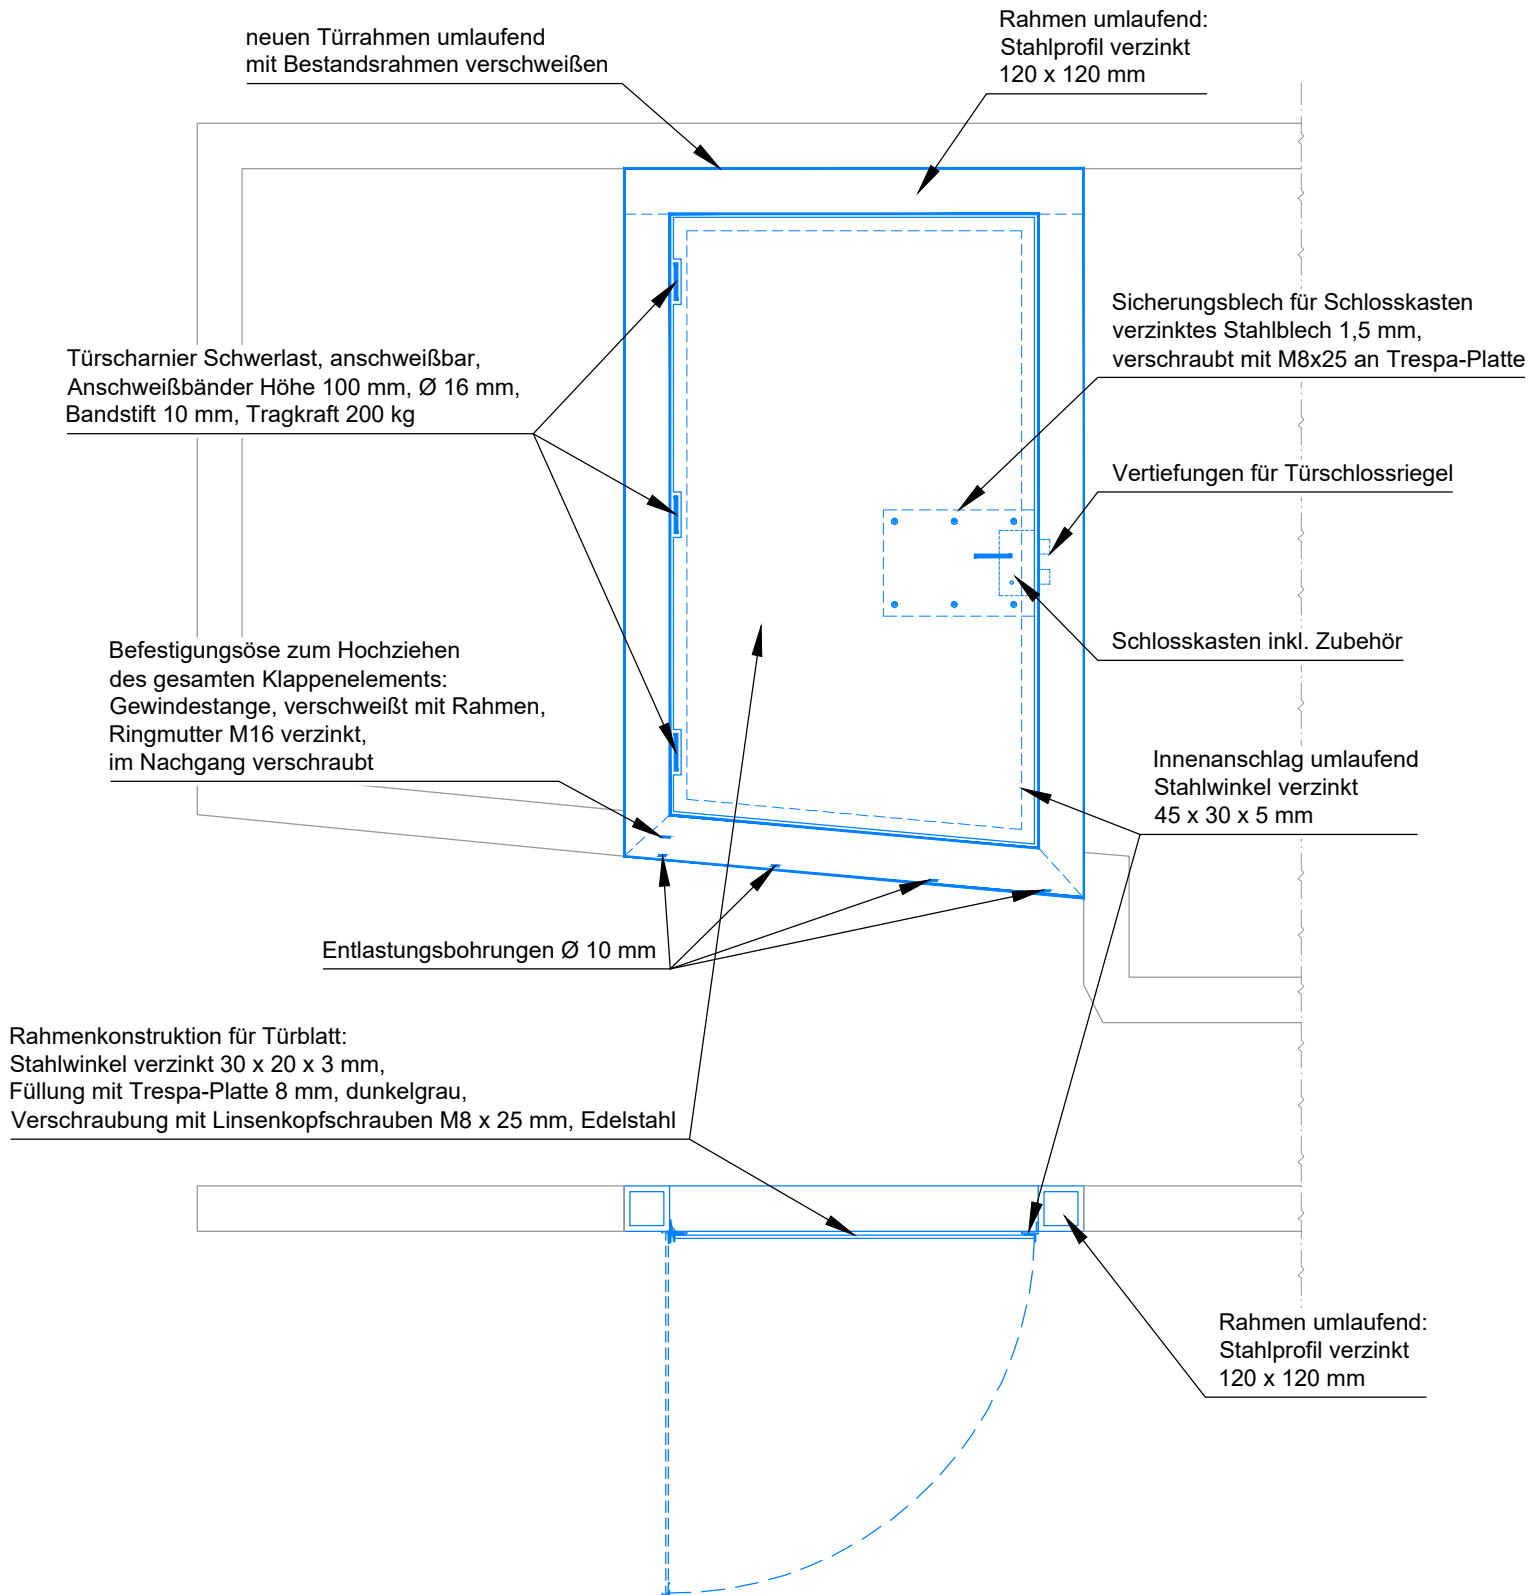 neuen Türrahmen umlaufend
mit Bestandsrahmen verschweißen
Rahmen umlaufend:
Stahlprofil verzinkt
120 x 120 mm
Sicherungsblech für Schlosskasten
verzinktes Stahlblech 1,5 mm,
verschraubt mit M8x25 an Trespa-Platte
Türscharnier Schwerlast, anschweißbar,
Anschweißbänder Höhe 100 mm, Ø 16 mm,
Bandstift 10 mm, Tragkraft 200 kg
Vertiefungen für Türschlossriegel
Schlosskasten inkl. Zubehör
Befestigungsöse zum Hochziehen
des gesamten Klappenelements:
Gewindestange, verschweißt mit Rahmen,
Ringmutter M16 verzinkt,
im Nachgang verschraubt
Innenanschlag umlaufend
Stahlwinkel verzinkt
45 x 30 x 5 mm
Entlastungsbohrungen Ø 10 mm
Rahmenkonstruktion für Türblatt:
Stahlwinkel verzinkt 30 x 20 x 3 mm,
Füllung mit Trespa-Platte 8 mm, dunkelgrau,
Verschraubung mit Linsenkopfschrauben M8 x 25 mm, Edelstahl
Rahmen umlaufend:
Stahlprofil verzinkt
120 x 120 mm